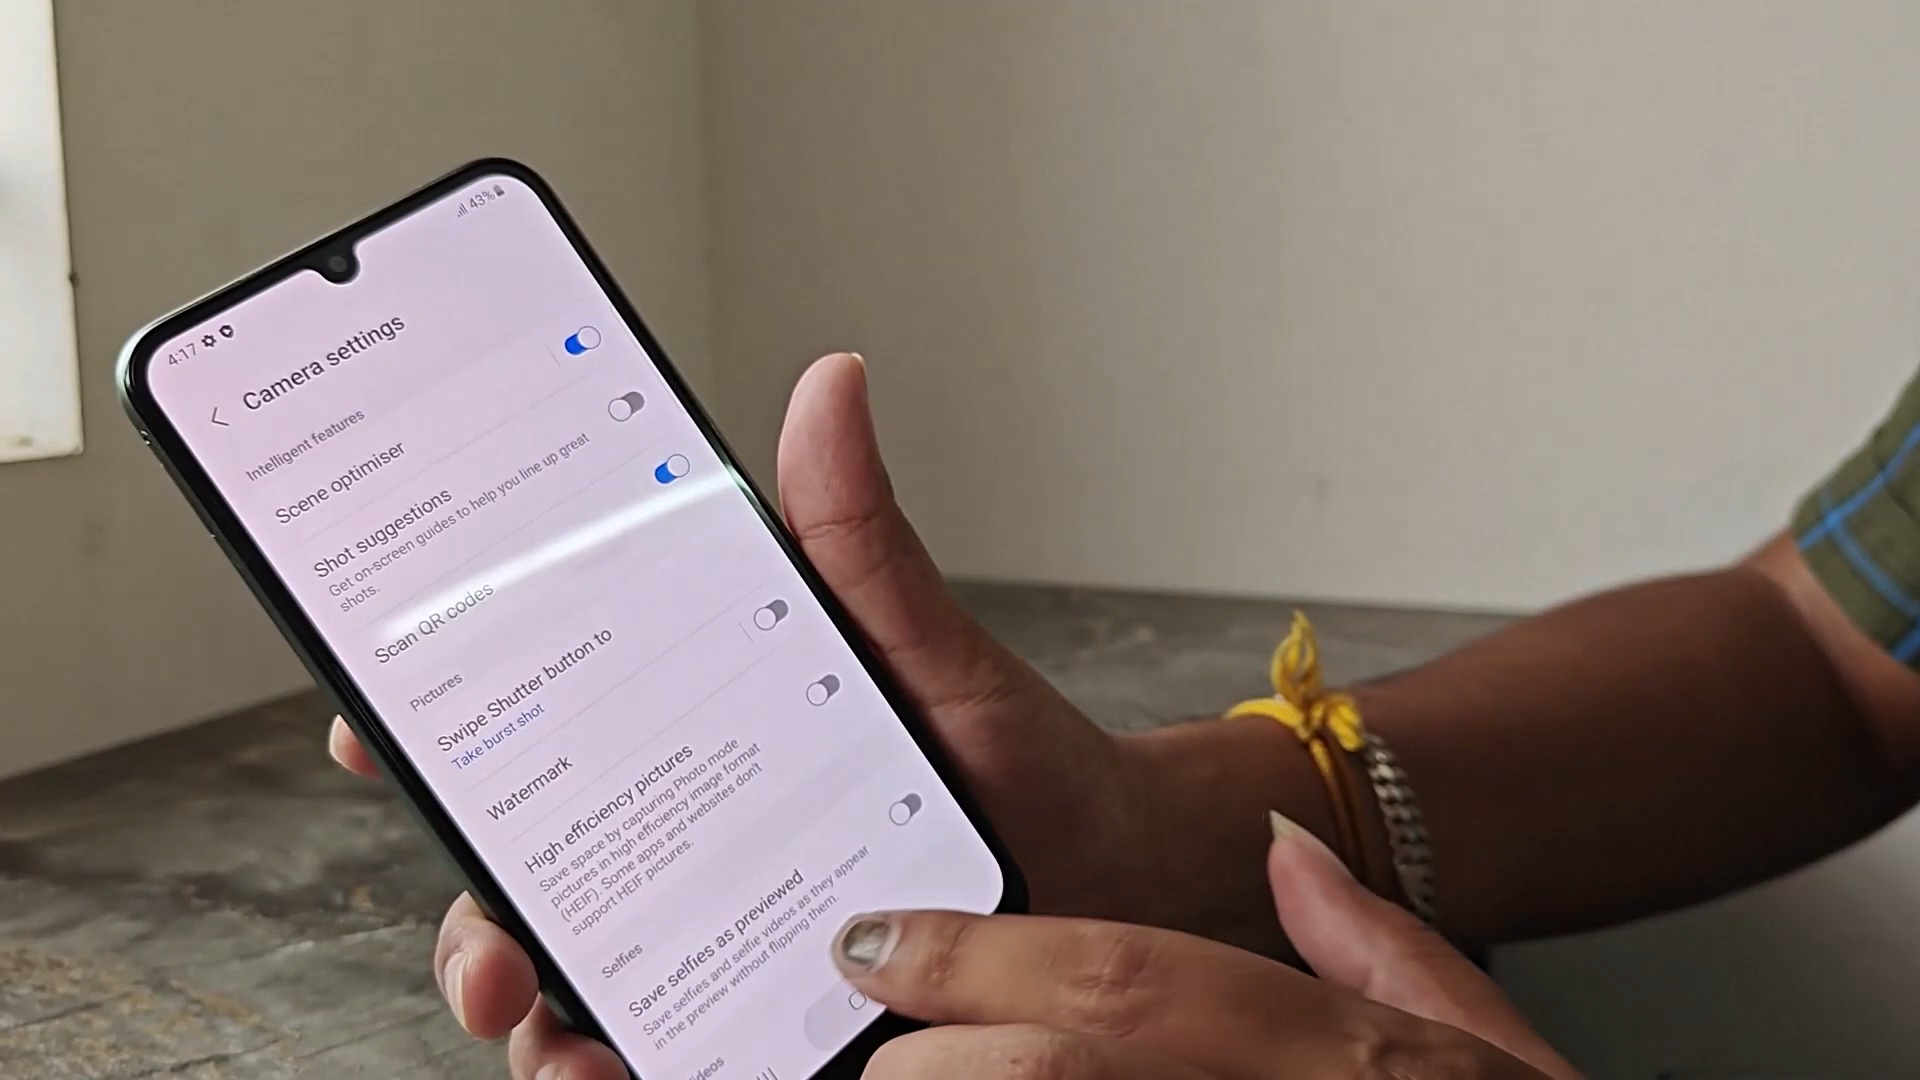 4:17
43%
Camera settings
Intelligent features
Scene optimiser
Shot suggestions
Get on-screen guides to help you line up great
shots.
Scan QR codes
Pictures
Swipe Shutter button to
Take burst shot
Watermark
High efficiency pictures
Save space by capturing Photo mode
pictures in high efficiency image format
(HEIF). Some apps and websites don't
support HEIF pictures.
Selfies
Save selfies as previewed
Save selfies and selfie videos as they appear
in the preview without flipping them.